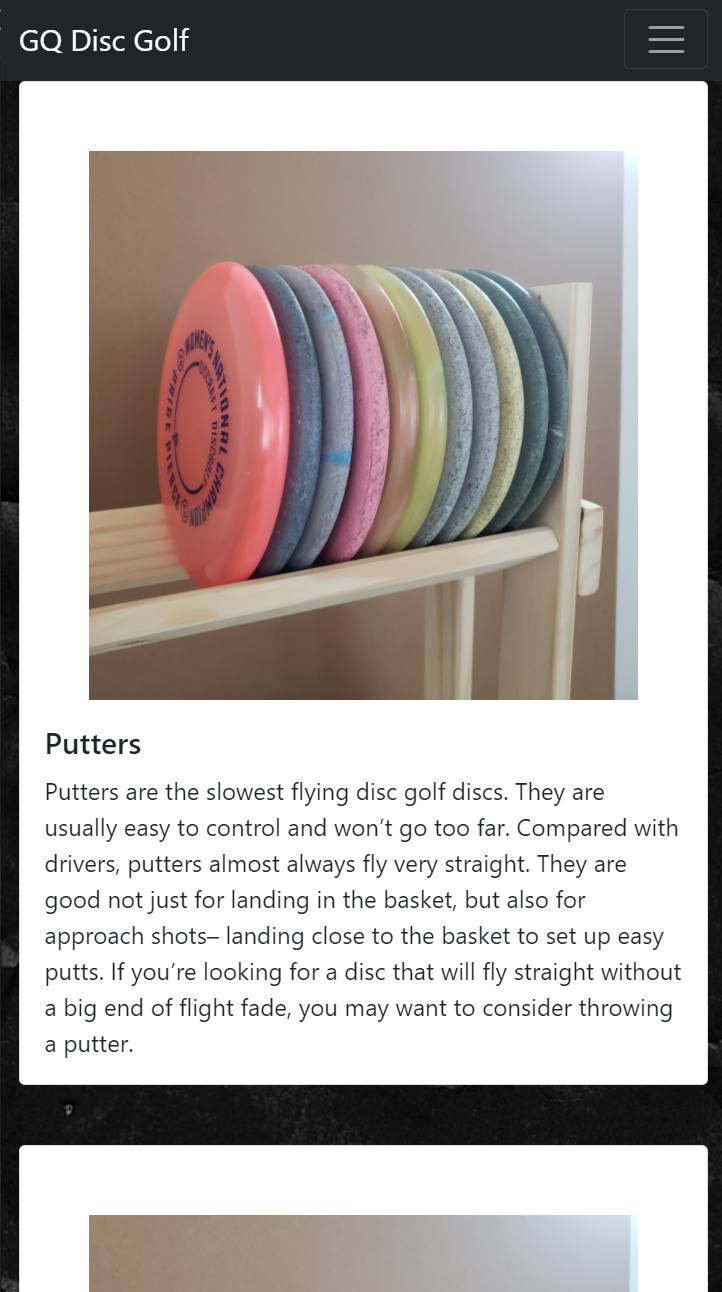 GQ Disc Golf
WOMEN'S NATIONAL CHAMPION
DISCRAFT DISCGOLF
Putters
Putters are the slowest flying disc golf discs. They are
usually easy to control and won’t go too far. Compared with
drivers, putters almost always fly very straight. They are
good not just for landing in the basket, but also for
approach shots– landing close to the basket to set up easy
putts. If you’re looking for a disc that will fly straight without
a big end of flight fade, you may want to consider throwing
a putter.